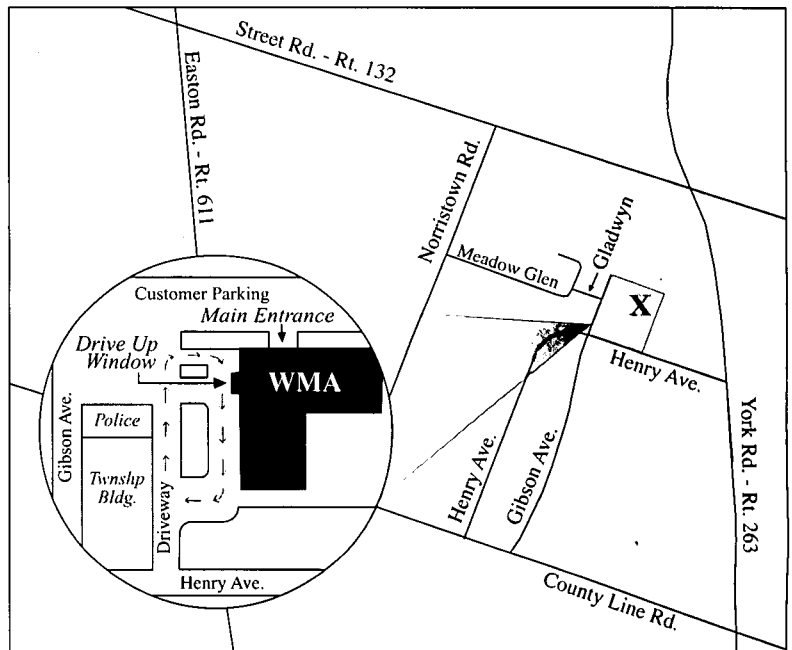 Street Rd. - Rt. 132
Easton Rd. - Rt. 611
Norristown Rd.
Gladwyn
Meadow Glen
X
Henry Ave.
York Rd. - Rt. 263
Henry Ave.
Gibson Ave.
County Line Rd.
Customer Parking
Main Entrance
Drive Up
Window
WMA
Gibson Ave.
Police
Twnshp
Bldg.
Driveway
Henry Ave.